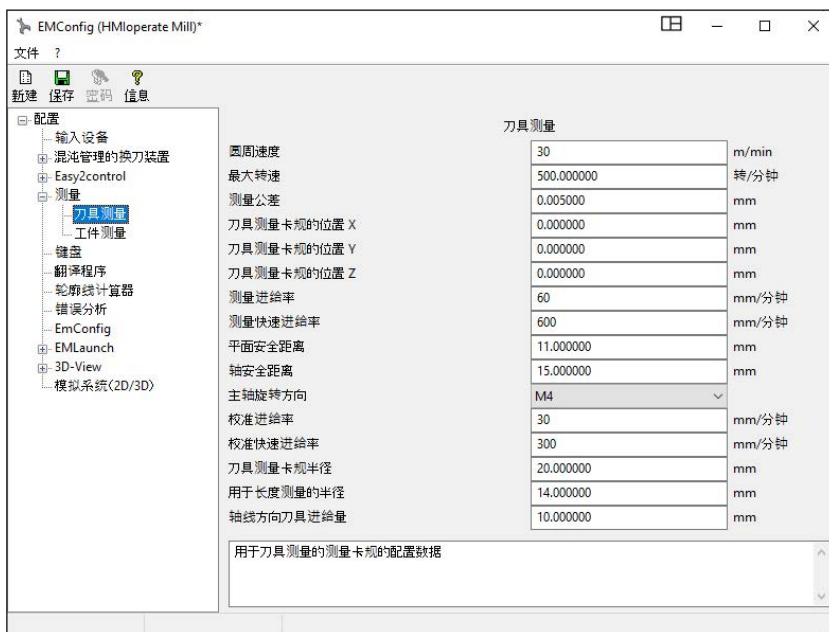 EMConfig (HMIoperate Mill)*
文件 ?
新建 保存 密码 信息
配置
输入设备
混沌管理的换刀装置
Easy2control
测量
刀具测量
工件测量
键盘
翻译程序
轮廓线计算器
错误分析
EmConfig
EMLaunch
3D-View
模拟系统(2D/3D)
刀具测量
圆周速度 30 m/min
最大转速 500.000000 转/分钟
测量公差 0.005000 mm
刀具测量卡规的位置 X 0.000000 mm
刀具测量卡规的位置 Y 0.000000 mm
刀具测量卡规的位置 Z 0.000000 mm
测量进给率 60 mm/分钟
测量快速进给率 600 mm/分钟
平面安全距离 11.000000 mm
轴安全距离 15.000000 mm
主轴旋转方向 M4
校准进给率 30 mm/分钟
校准快速进给率 300 mm/分钟
刀具测量卡规半径 20.000000 mm
用于长度测量的半径 14.000000 mm
轴线方向刀具进给量 10.000000 mm
用于刀具测量的测量卡规的配置数据